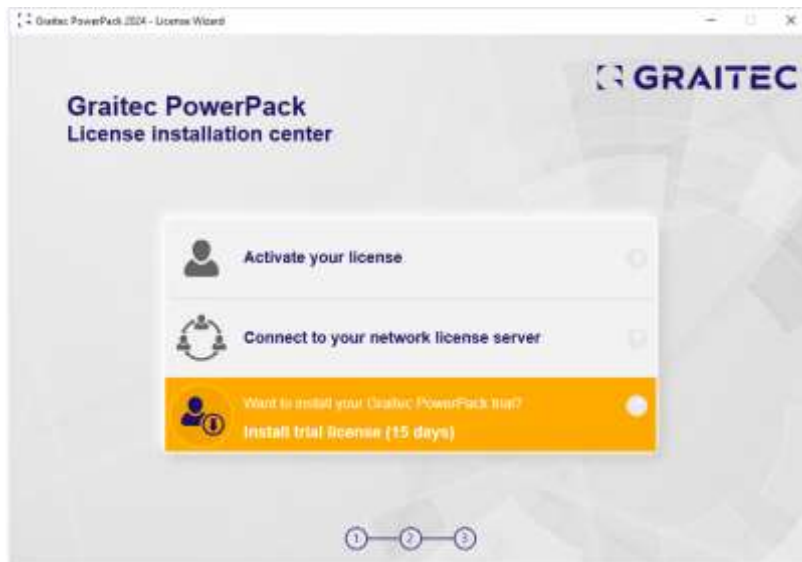 Graitec PowerPack 2024 - License Wizard
GRAITEC
Graitec PowerPack
License installation center
Activate your license
Connect to your network license server
Want to install your Graitec PowerPack trial?
Install trial license (15 days)
1
2
3